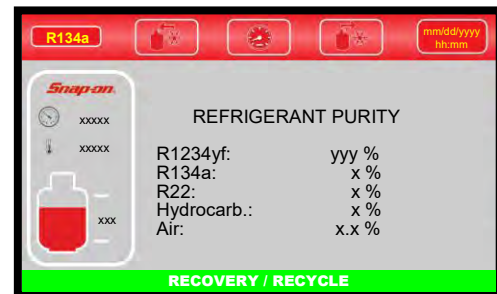 R134a
mm/dd/yyyy
hh:mm
Snap-on
xxxxx
xxxxx
xxx
REFRIGERANT PURITY
R1234yf: yyy %
R134a: x %
R22: x %
Hydrocarb.: x %
Air: x.x %
RECOVERY / RECYCLE